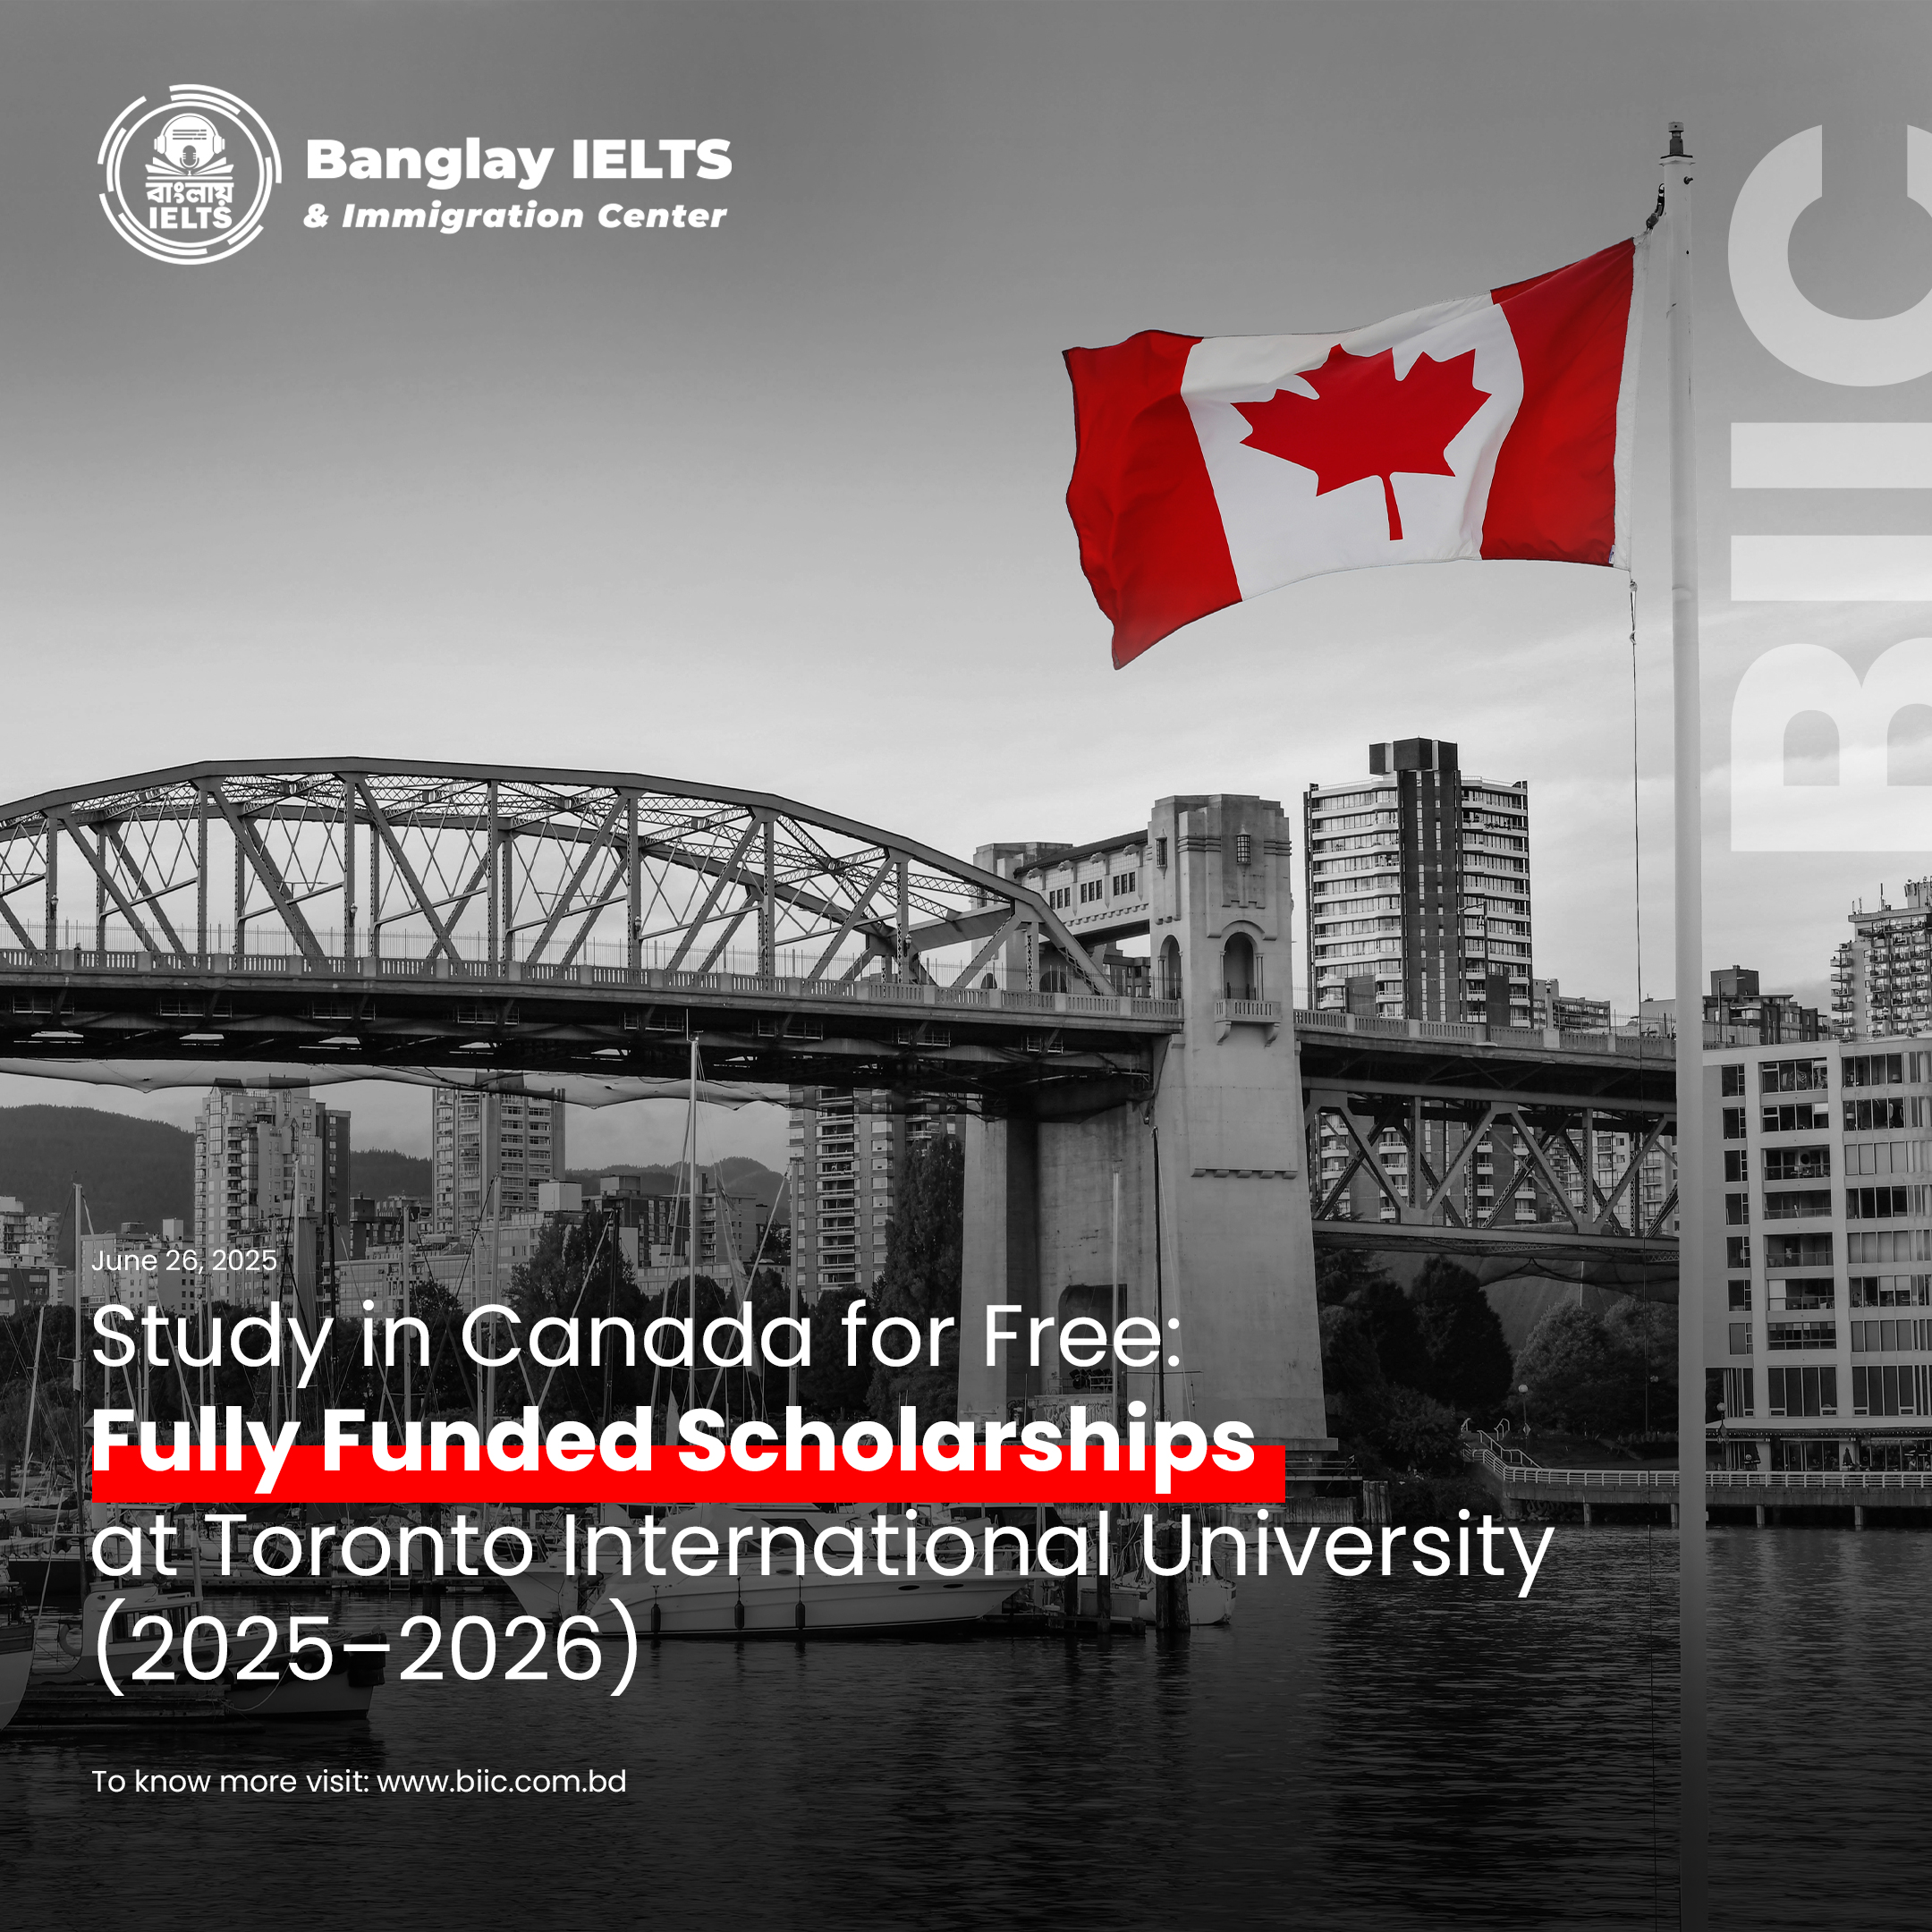 বাংলায়
IELTS
Banglay IELTS
& Immigration Center
BIIC
June 26, 2025
Study in Canada for Free:
Fully Funded Scholarships
at Toronto International University
(2025–2026)
To know more visit: www.biic.com.bd